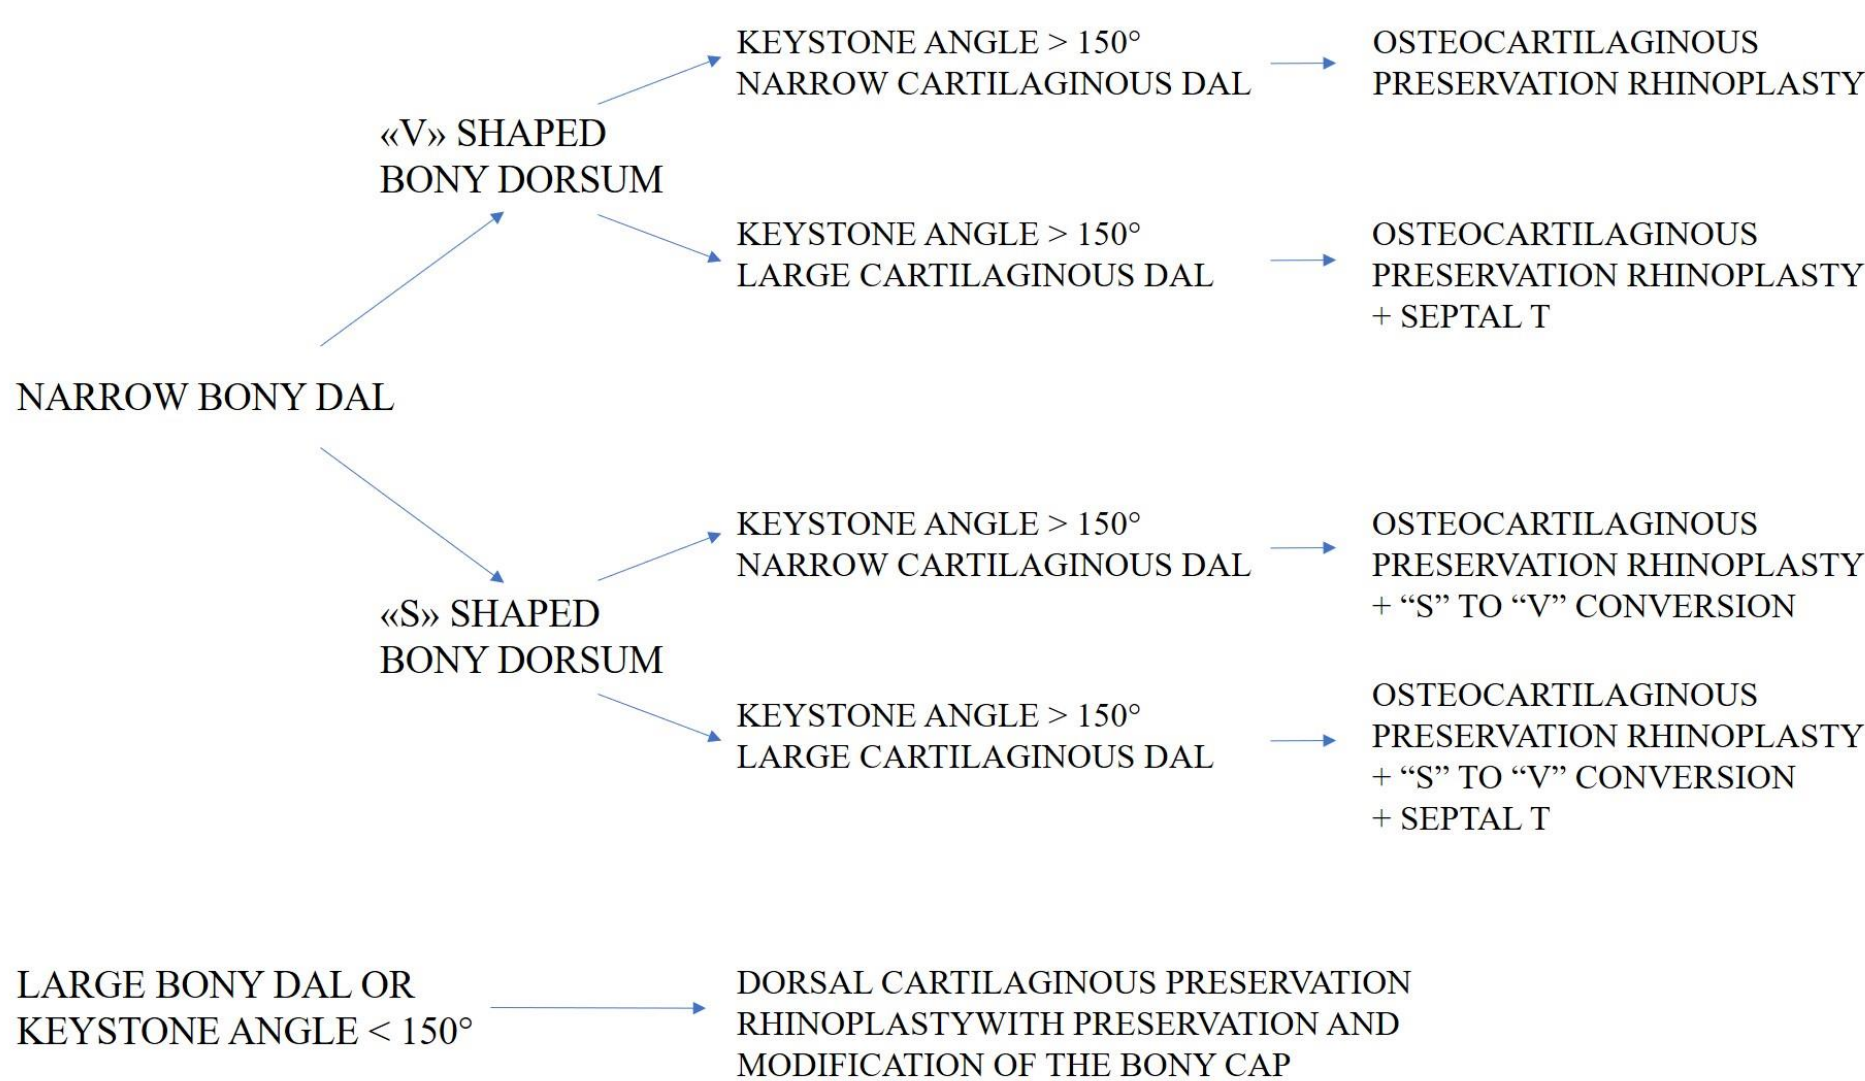 KEYSTONE ANGLE > 150°
NARROW CARTILAGINOUS DAL
OSTEOCARTILAGINOUS
PRESERVATION RHINOPLASTY
«V» SHAPED
BONY DORSUM
KEYSTONE ANGLE > 150°
LARGE CARTILAGINOUS DAL
OSTEOCARTILAGINOUS
PRESERVATION RHINOPLASTY
+ SEPTAL T
NARROW BONY DAL
KEYSTONE ANGLE > 150°
NARROW CARTILAGINOUS DAL
OSTEOCARTILAGINOUS
PRESERVATION RHINOPLASTY
+ “S” TO “V” CONVERSION
«S» SHAPED
BONY DORSUM
KEYSTONE ANGLE > 150°
LARGE CARTILAGINOUS DAL
OSTEOCARTILAGINOUS
PRESERVATION RHINOPLASTY
+ “S” TO “V” CONVERSION
+ SEPTAL T
LARGE BONY DAL OR
KEYSTONE ANGLE < 150°
DORSAL CARTILAGINOUS PRESERVATION
RHINOPLASTYWITH PRESERVATION AND
MODIFICATION OF THE BONY CAP